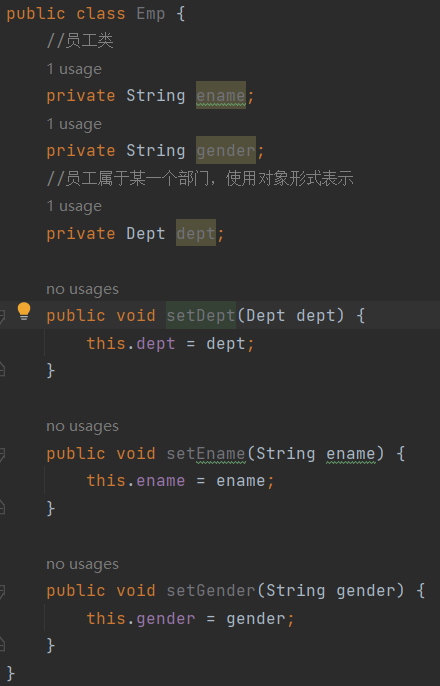 public class Emp {
//员工类
1 usage
private String ename;
1 usage
private String gender;
//员工属于某一个部门，使用对象形式表示
1 usage
private Dept dept;
no usages
public void setDept(Dept dept) {
this.dept = dept;
}
no usages
public void setEname(String ename) {
this.ename = ename;
}
no usages
public void setGender(String gender) {
this.gender = gender;
}
}